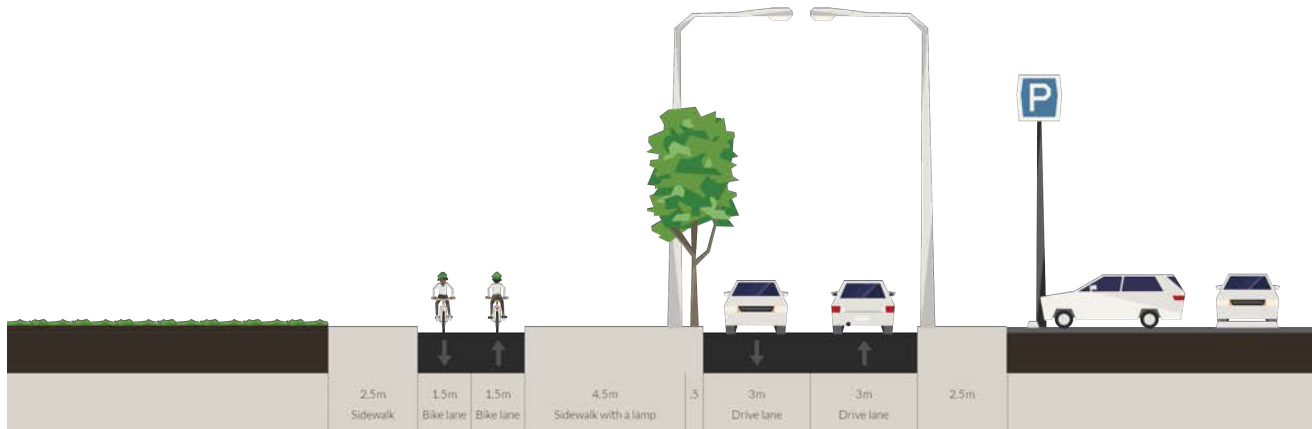 P
2.5m
Sidewalk
1.5m
Bike lane
1.5m
Bike lane
4.5m
Sidewalk with a lamp
.5
3m
Drive lane
3m
Drive lane
2.5m